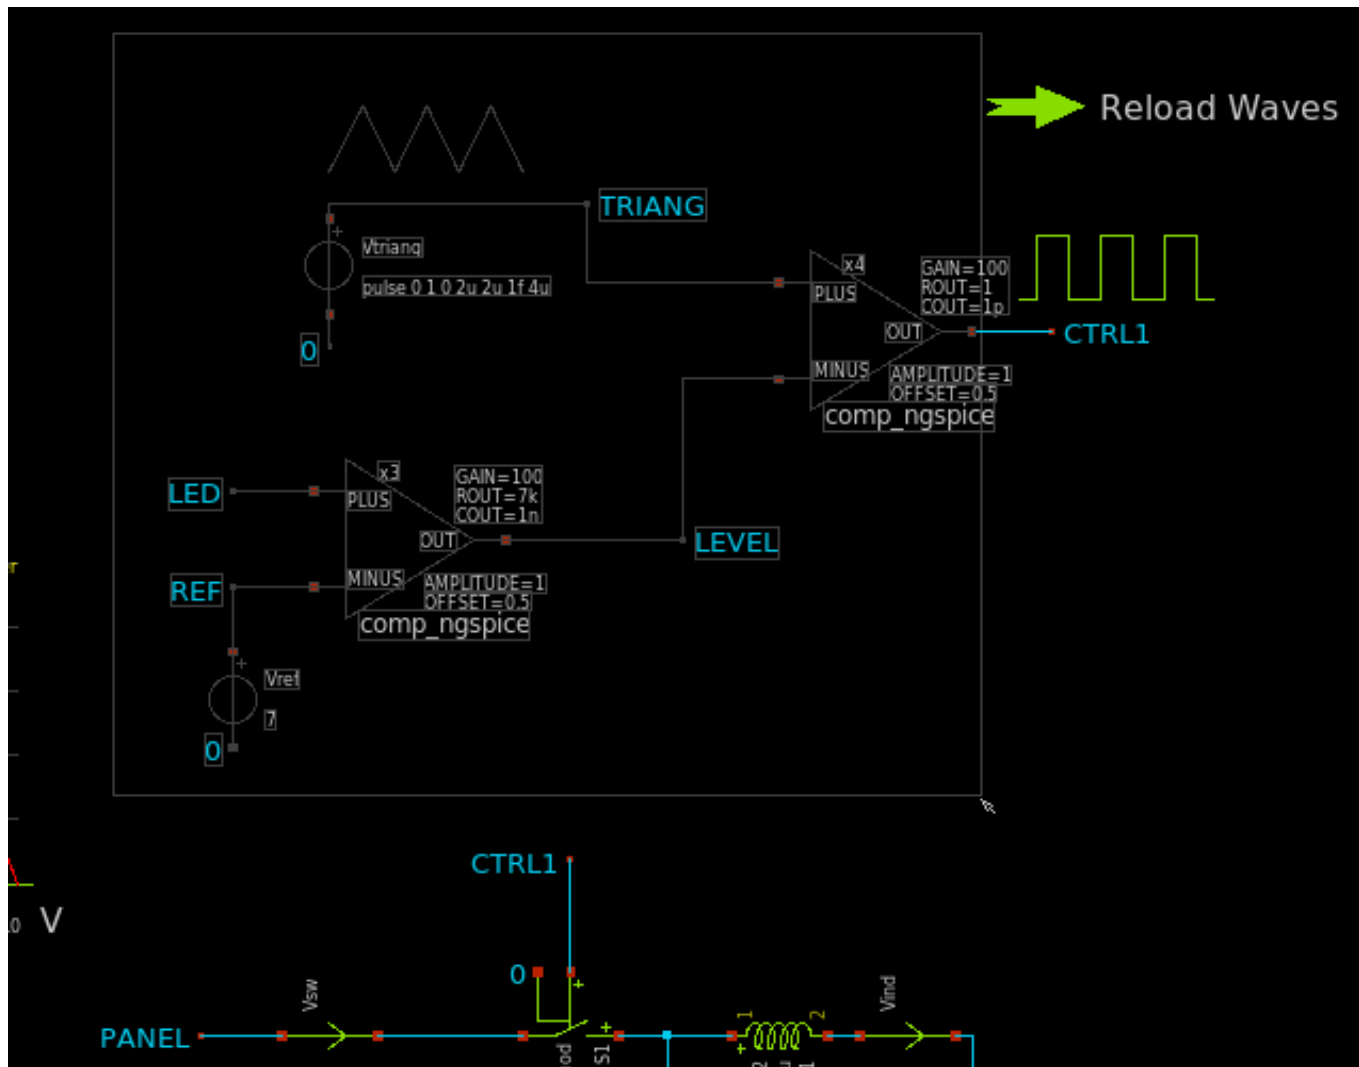 Reload Waves
TRIANG
+
Vtriang
pulse 0 1 0 2u 2u 1f 4u
0
x4
GAIN=100
ROUT=1
COUT=1p
PLUS
OUT
CTRL1
MINUS
AMPLITUDE=1
OFFSET=0.5
comp_ngspice
x3
GAIN=100
ROUT=7k
COUT=1n
LED
PLUS
OUT
LEVEL
REF
MINUS
AMPLITUDE=1
OFFSET=0.5
comp_ngspice
+
Vref
7
0
CTRL1
V
0
+
Vsw
Vind
PANEL
+
S1
1
2
+